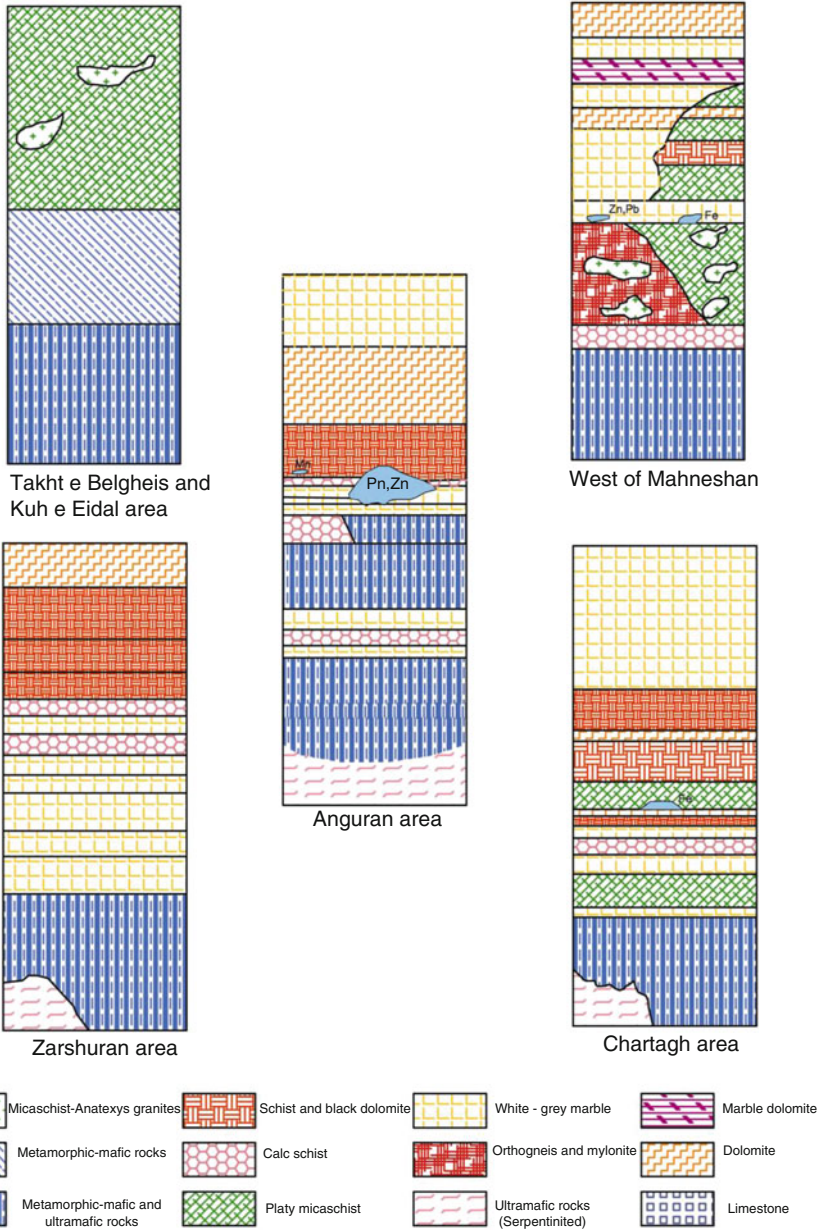 Zn,Pb
Fe
Takht e Belgheis and
Kuh e Eidal area
West of Mahneshan
Mn
Pn,Zn
Anguran area
Fe
Zarshuran area
Chartagh area
Micaschist-Anatexys granites
Schist and black dolomite
White - grey marble
Marble dolomite
Metamorphic-mafic rocks
Calc schist
Orthogneis and mylonite
Dolomite
Metamorphic-mafic and
ultramafic rocks
Platy micaschist
Ultramafic rocks
(Serpentinited)
Limestone